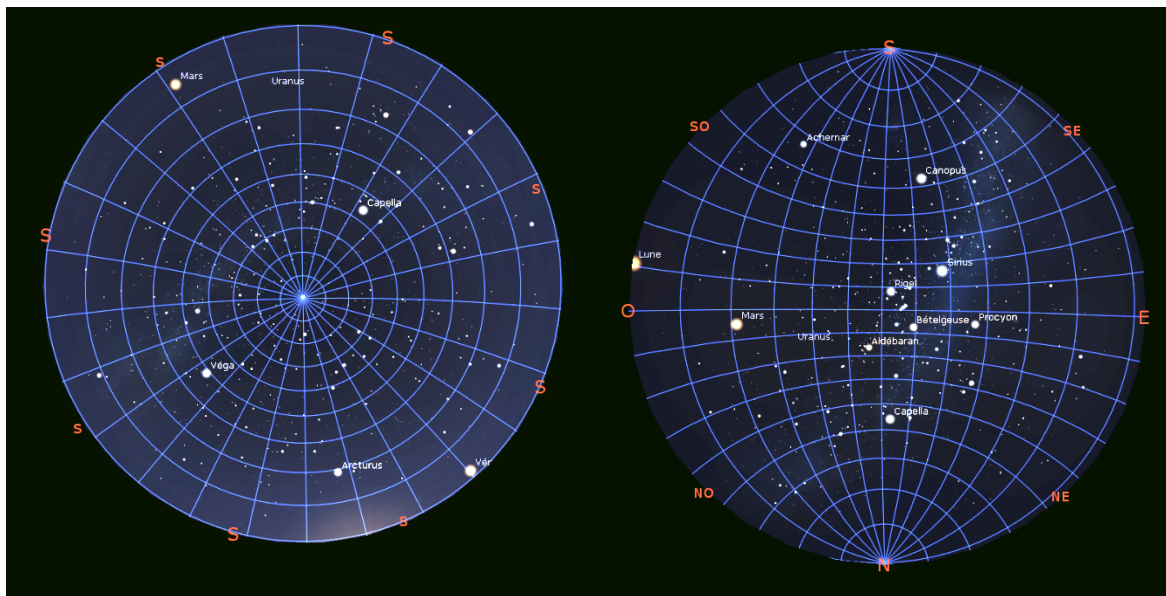 S
S
Mars
Uranus
Capella
S
S
Véga
S
S
Arcturus
Vér
S
S
S
SO
SE
Achernar
Canopus
Lune
Sirius
Rigel
O
Mars
Bételgeuse
Procyon
E
Uranus
Aldébaran
Capella
NO
NE
N